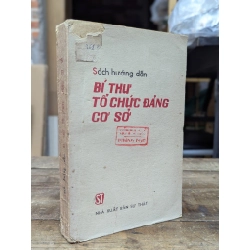 Sách hướng dẫn
BÍ THƯ
TỔ CHỨC ĐẢNG
CƠ SỞ
NHÀ XUẤT BẢN SỰ THẬT